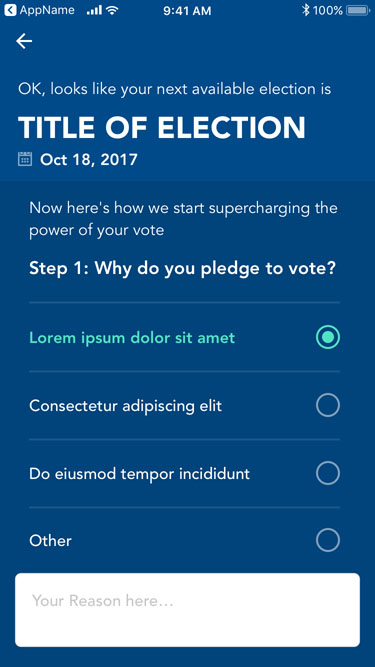 AppName 9:41 AM 100%
OK, looks like your next available election is
TITLE OF ELECTION
Oct 18, 2017
Now here's how we start supercharging the
power of your vote
Step 1: Why do you pledge to vote?
Lorem ipsum dolor sit amet
Consectetur adipiscing elit
Do eiusmod tempor incididunt
Other
Your Reason here...